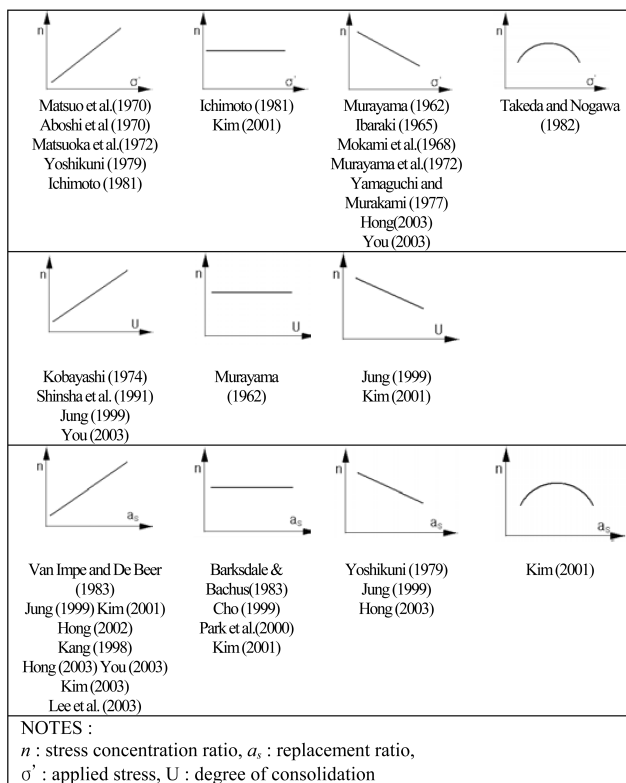 n
σ'
Matsuo et al.(1970)
Aboshi et al (1970)
Matsuoka et al.(1972)
Yoshikuni (1979)
Ichimoto (1981)
n
σ'
Ichimoto (1981)
Kim (2001)
n
σ'
Murayama (1962)
Ibaraki (1965)
Mokami et al.(1968)
Murayama et al.(1972)
Yamaguchi and
Murakami (1977)
Hong(2003)
You (2003)
n
σ'
Takeda and Nogawa
(1982)
n
U
Kobayashi (1974)
Shinsha et al. (1991)
Jung (1999)
You (2003)
n
U
Murayama
(1962)
n
U
Jung (1999)
Kim (2001)
n
as
Van Impe and De Beer
(1983)
Jung (1999) Kim (2001)
Hong (2002)
Kang (1998)
Hong (2003) You (2003)
Kim (2003)
Lee et al. (2003)
n
as
Barksdale &
Bachus(1983)
Cho (1999)
Park et al.(2000)
Kim (2001)
n
as
Yoshikuni (1979)
Jung (1999)
Hong (2003)
n
as
Kim (2001)
NOTES :
n : stress concentration ratio, as : replacement ratio,
σ' : applied stress, U : degree of consolidation